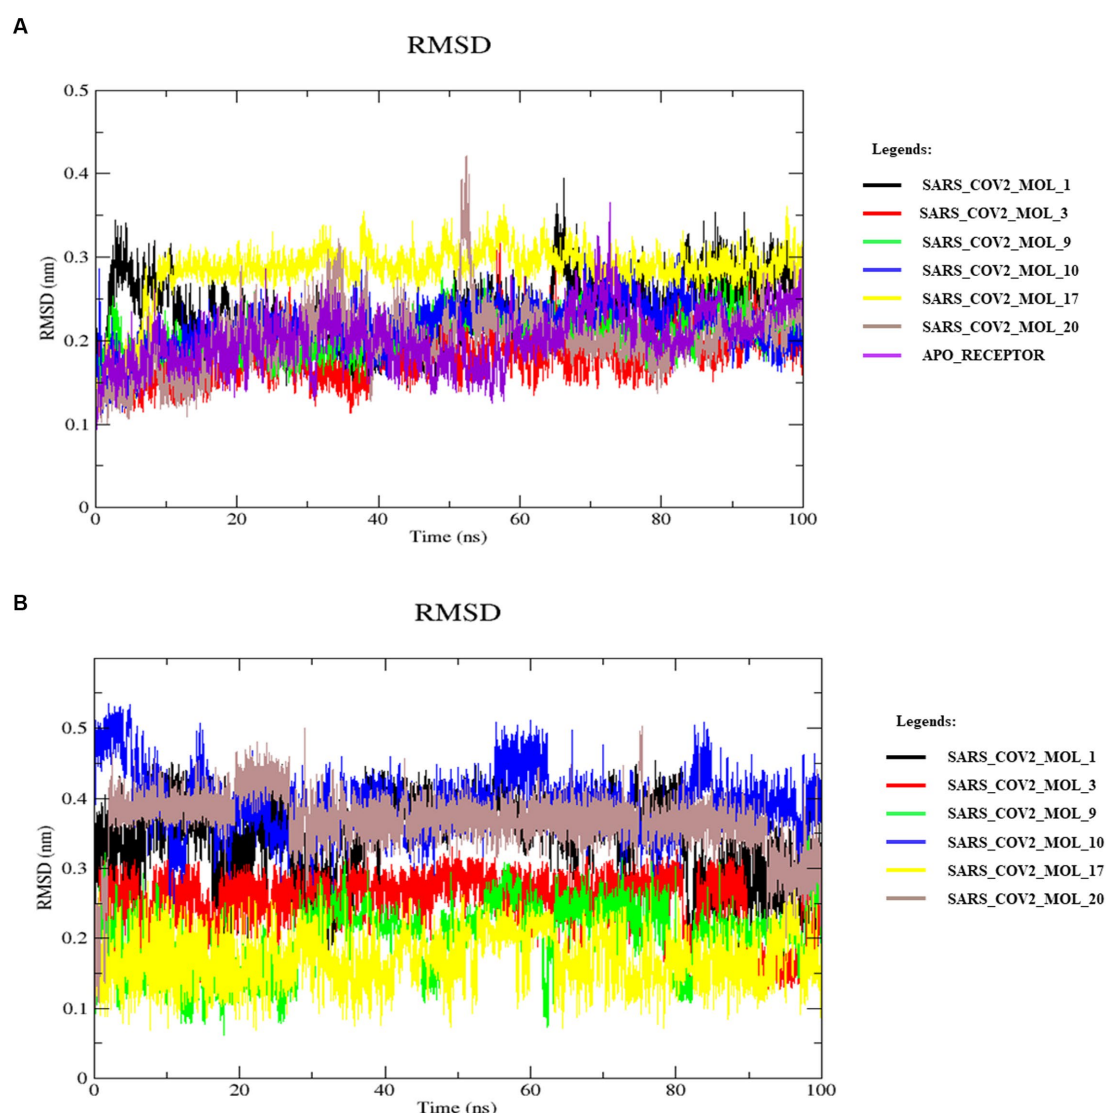 A
RMSD
0.5
0.4
0.3
0.2
0.1
0
RMSD (nm)
0 20 40 60 80 100
Time (ns)
Legends:
SARS_COV2_MOL_1
SARS_COV2_MOL_3
SARS_COV2_MOL_9
SARS_COV2_MOL_10
SARS_COV2_MOL_17
SARS_COV2_MOL_20
APO_RECEPTOR
B
RMSD
0.5
0.4
0.3
0.2
0.1
0
RMSD (nm)
0 20 40 60 80 100
Time (ns)
Legends:
SARS_COV2_MOL_1
SARS_COV2_MOL_3
SARS_COV2_MOL_9
SARS_COV2_MOL_10
SARS_COV2_MOL_17
SARS_COV2_MOL_20